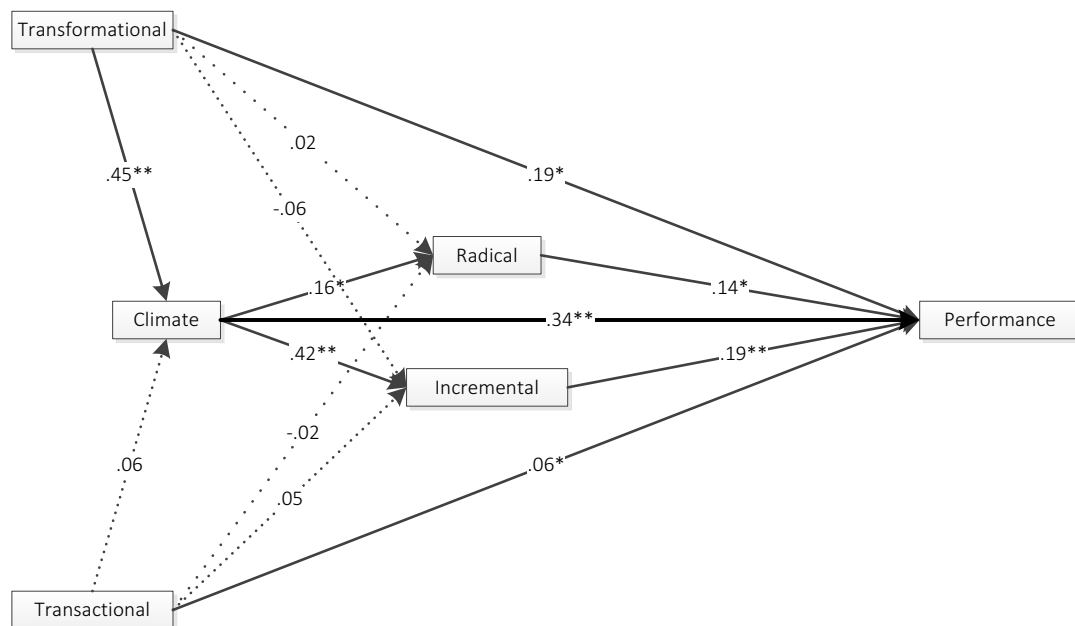 Transformational
.02
.45**
.19*
-.06
Radical
.16*
.14*
Climate
.34**
Performance
.42**
.19**
Incremental
-.02
.06
.06*
.05
Transactional